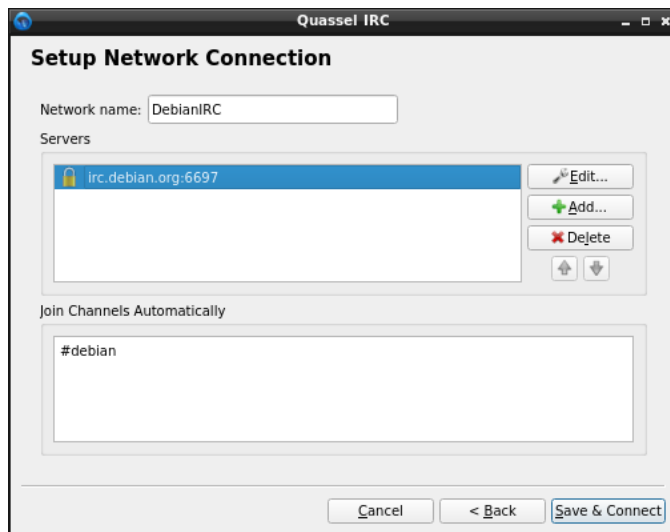 Quassel IRC
Setup Network Connection
Network name: DebianIRC
Servers
irc.debian.org:6697
Edit...
Add...
Delete
Join Channels Automatically
#debian
Cancel
< Back
Save & Connect